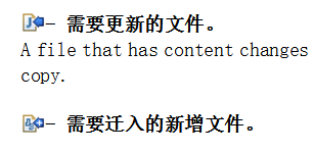 – 需要更新的文件。
A file that has content changes
copy.
– 需要迁入的新增文件。